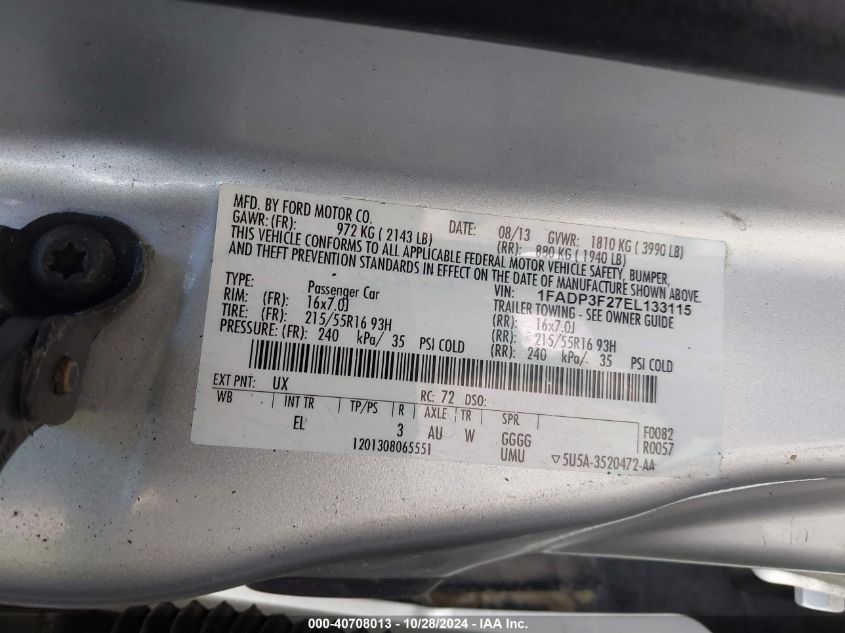 MFD. BY FORD MOTOR CO.
DATE: 08/13 GVWR: 1810 KG ( 3990 LB)
GAWR: (FR): 972 KG ( 2143 LB) (RR): 880 KG ( 1940 LB)
THIS VEHICLE CONFORMS TO ALL APPLICABLE FEDERAL MOTOR VEHICLE SAFETY, BUMPER,
AND THEFT PREVENTION STANDARDS IN EFFECT ON THE DATE OF MANUFACTURE SHOWN ABOVE.
VIN: 1FADP3F27EL133115
TYPE: Passenger Car TRAILER TOWING - SEE OWNER GUIDE
RIM: (FR): 16x7.0J (RR): 16x7.0J
TIRE: (FR): 215/55R16 93H (RR): 215/55R16 93H
PRESSURE: (FR): 240 kPa/ 35 PSI COLD (RR): 240 kPa/ 35 PSI COLD
EXT PNT: UX RC: 72 DSO:
WB INT TR TP/PS R AXLE TR SPR F0082
EL 3 AU W GGGG R0057
1201308065551 UMU ▽5U5A-3520472-AA
000-40708013 - 10/28/2024 - IAA Inc.